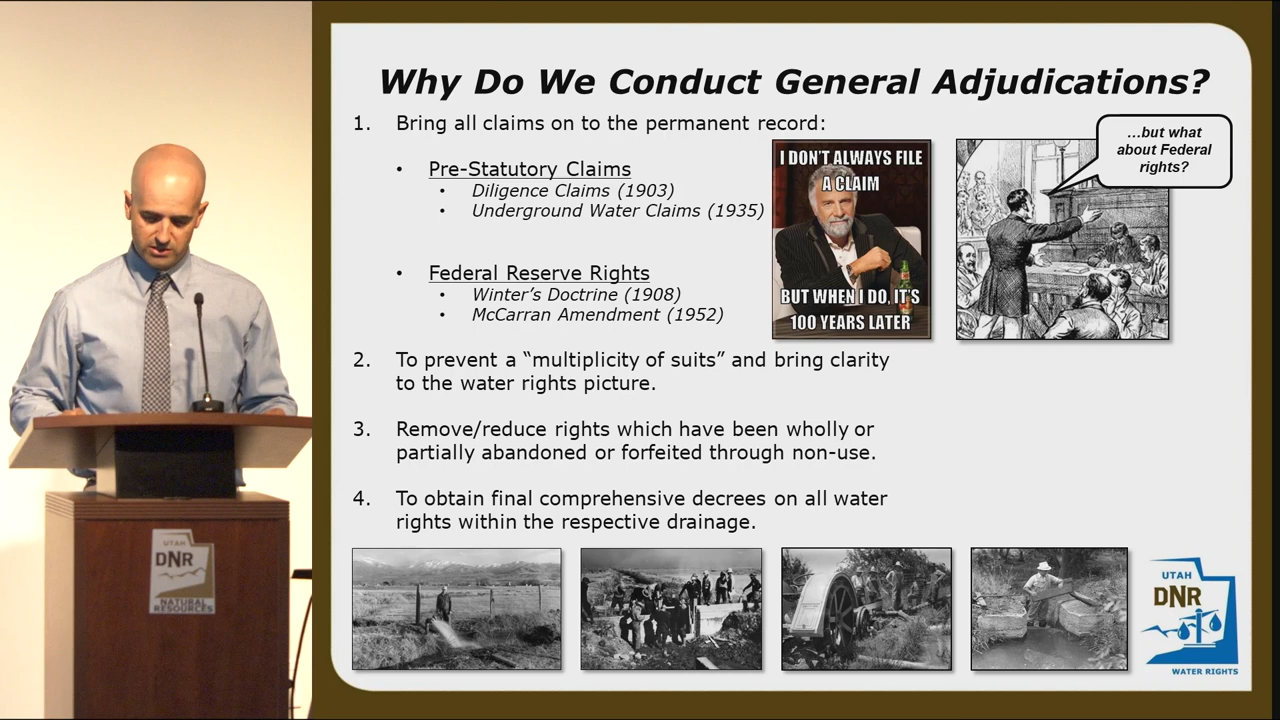 Why Do We Conduct General Adjudications?
1. Bring all claims on to the permanent record:
• Pre-Statutory Claims
• Diligence Claims (1903)
• Underground Water Claims (1935)
• Federal Reserve Rights
• Winter’s Doctrine (1908)
• McCarran Amendment (1952)
I DON'T ALWAYS FILE
A CLAIM
BUT WHEN I DO, IT'S
100 YEARS LATER
...but what
about Federal
rights?
2. To prevent a “multiplicity of suits” and bring clarity
to the water rights picture.
3. Remove/reduce rights which have been wholly or
partially abandoned or forfeited through non-use.
4. To obtain final comprehensive decrees on all water
rights within the respective drainage.
UTAH
DNR
WATER RIGHTS
UTAH
DNR
NATURAL
RESOURCES